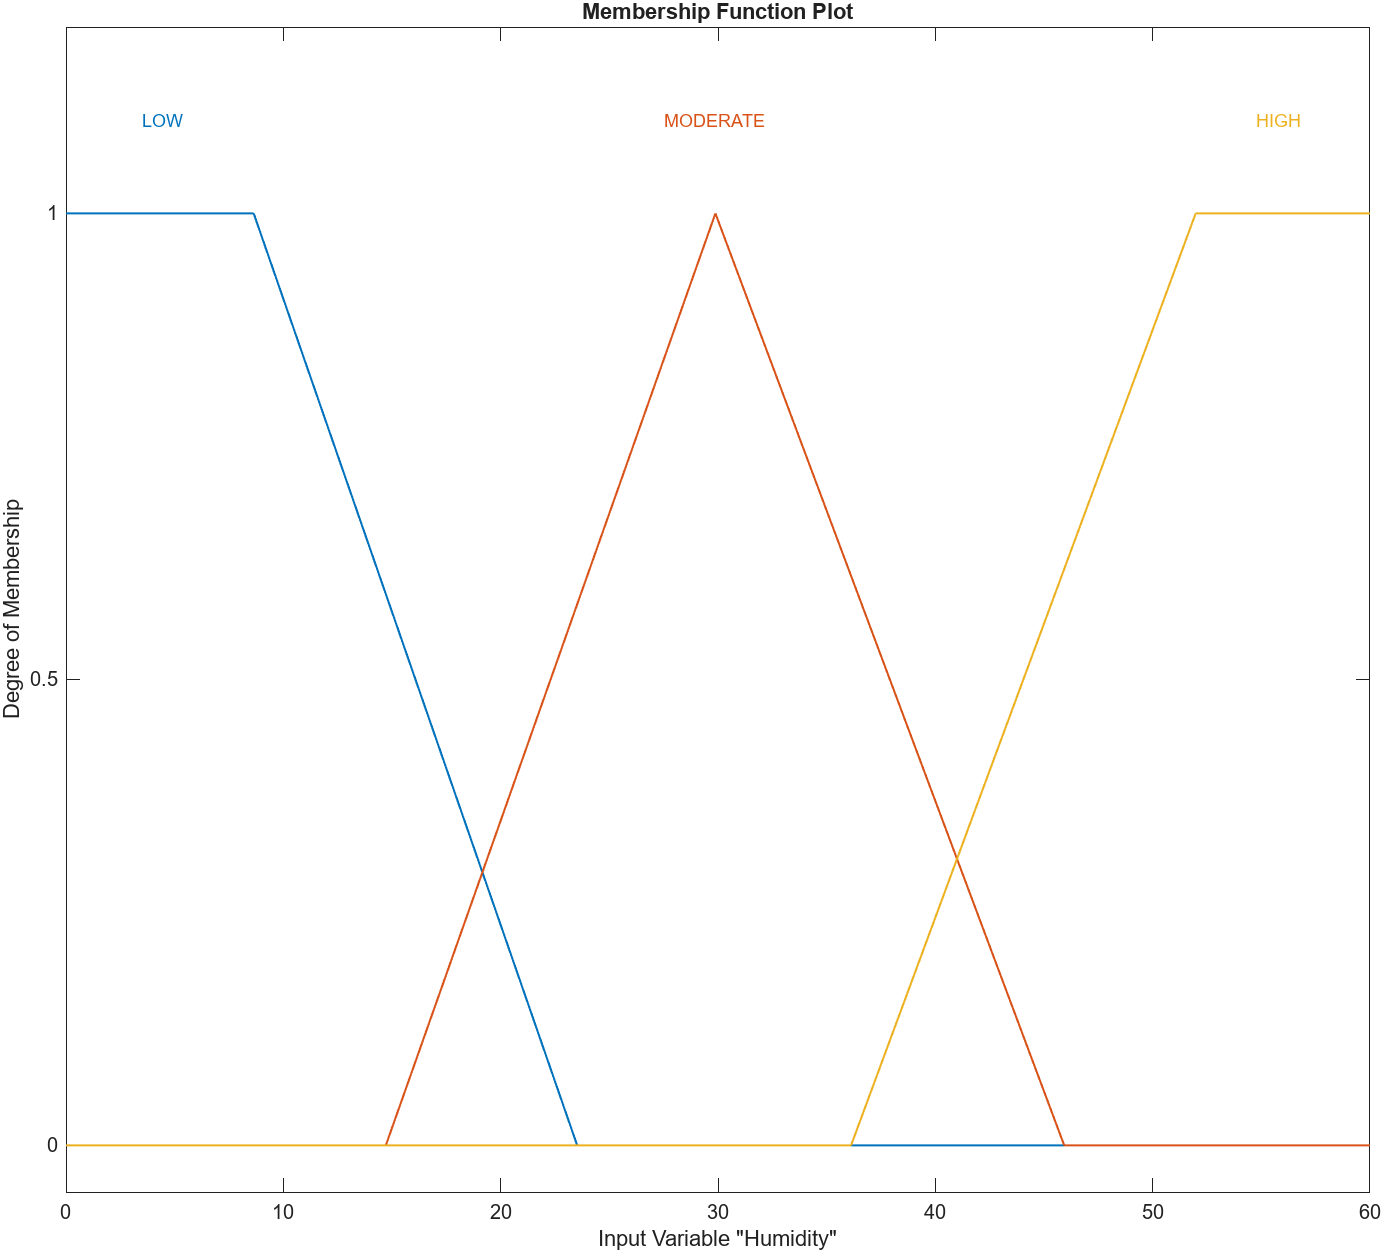 Membership Function Plot
LOW MODERATE HIGH
1
0.5
0
Degree of Membership
0 10 20 30 40 50 60
Input Variable "Humidity"